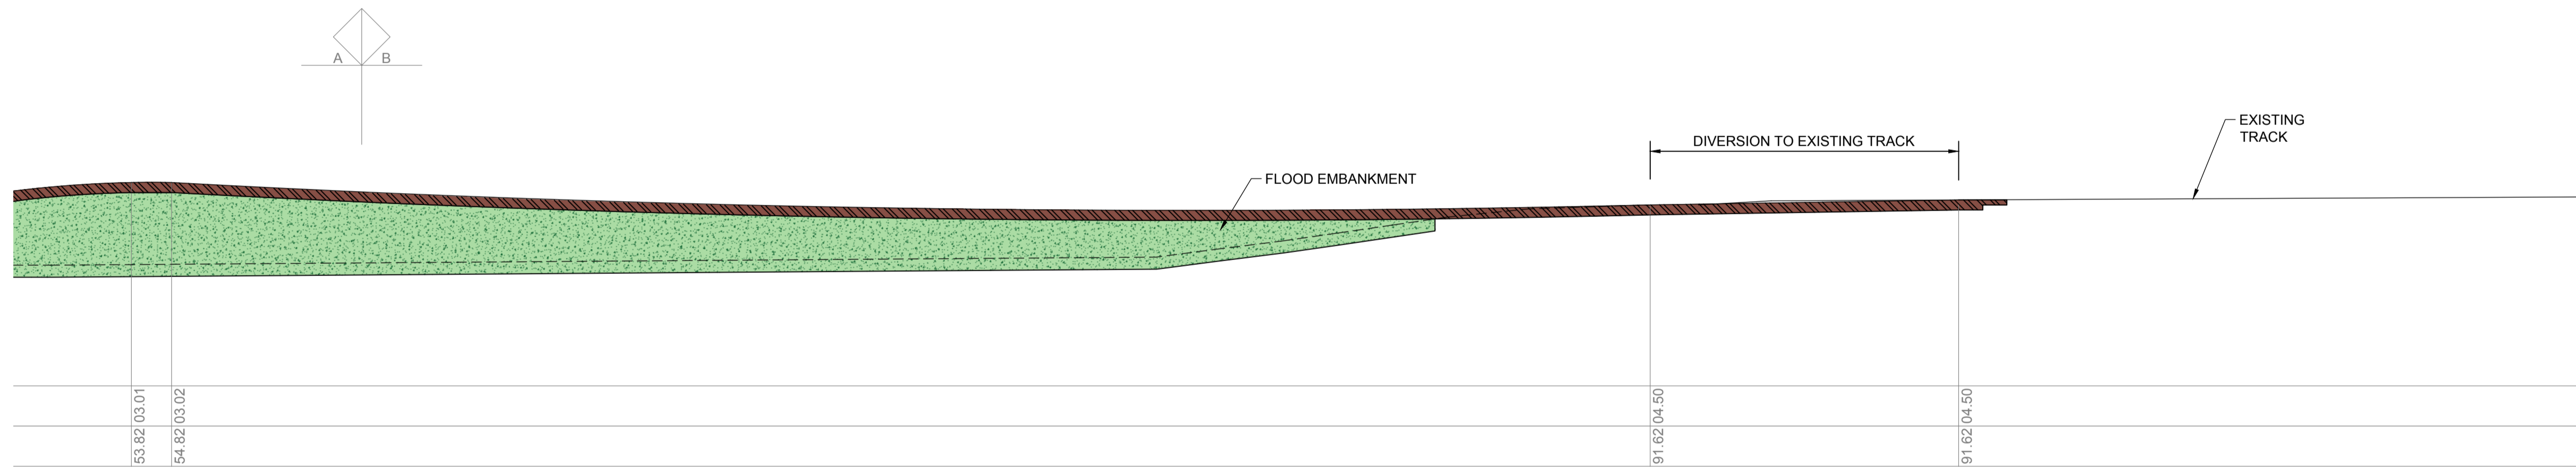 A B
DIVERSION TO EXISTING TRACK
EXISTING
TRACK
FLOOD EMBANKMENT
03.01
53.82
03.02
54.82
04.50
91.62
04.50
91.62